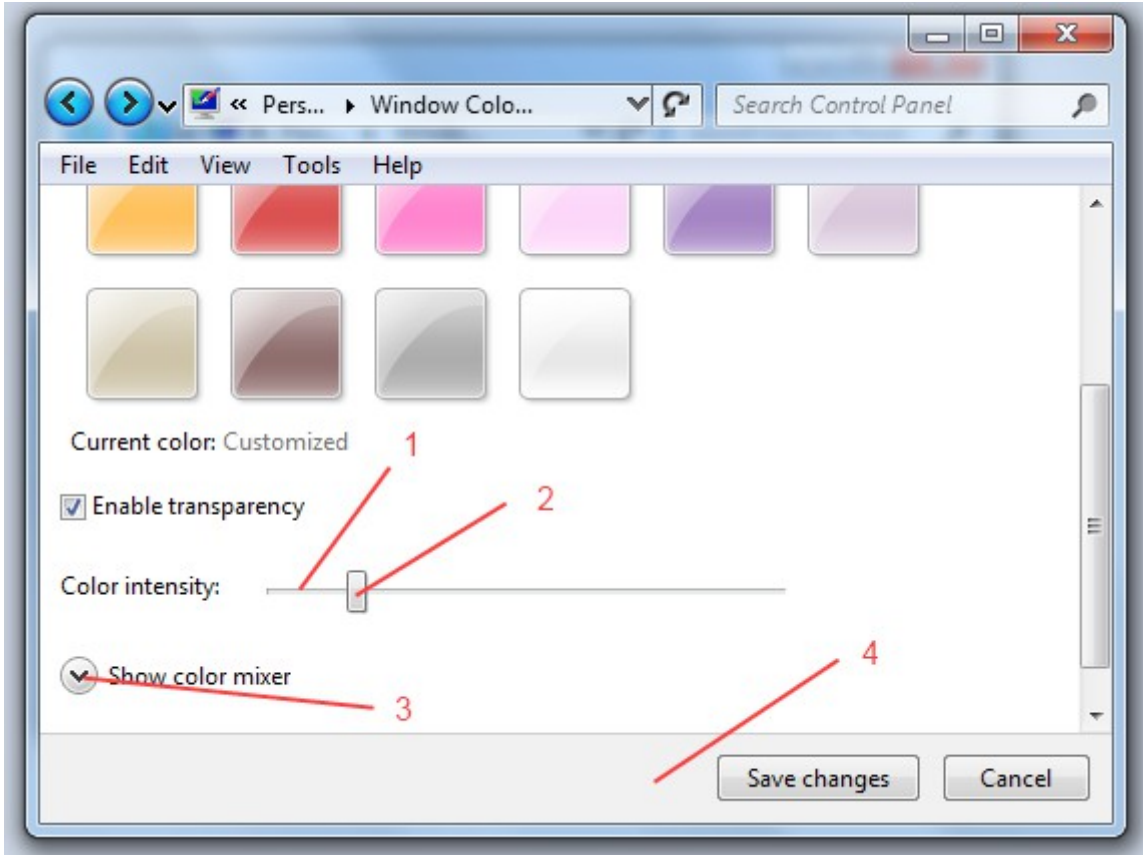 « Pers... Window Colo... Search Control Panel
File Edit View Tools Help
Current color: Customized
1
Enable transparency
2
Color intensity:
4
Show color mixer
3
Save changes Cancel